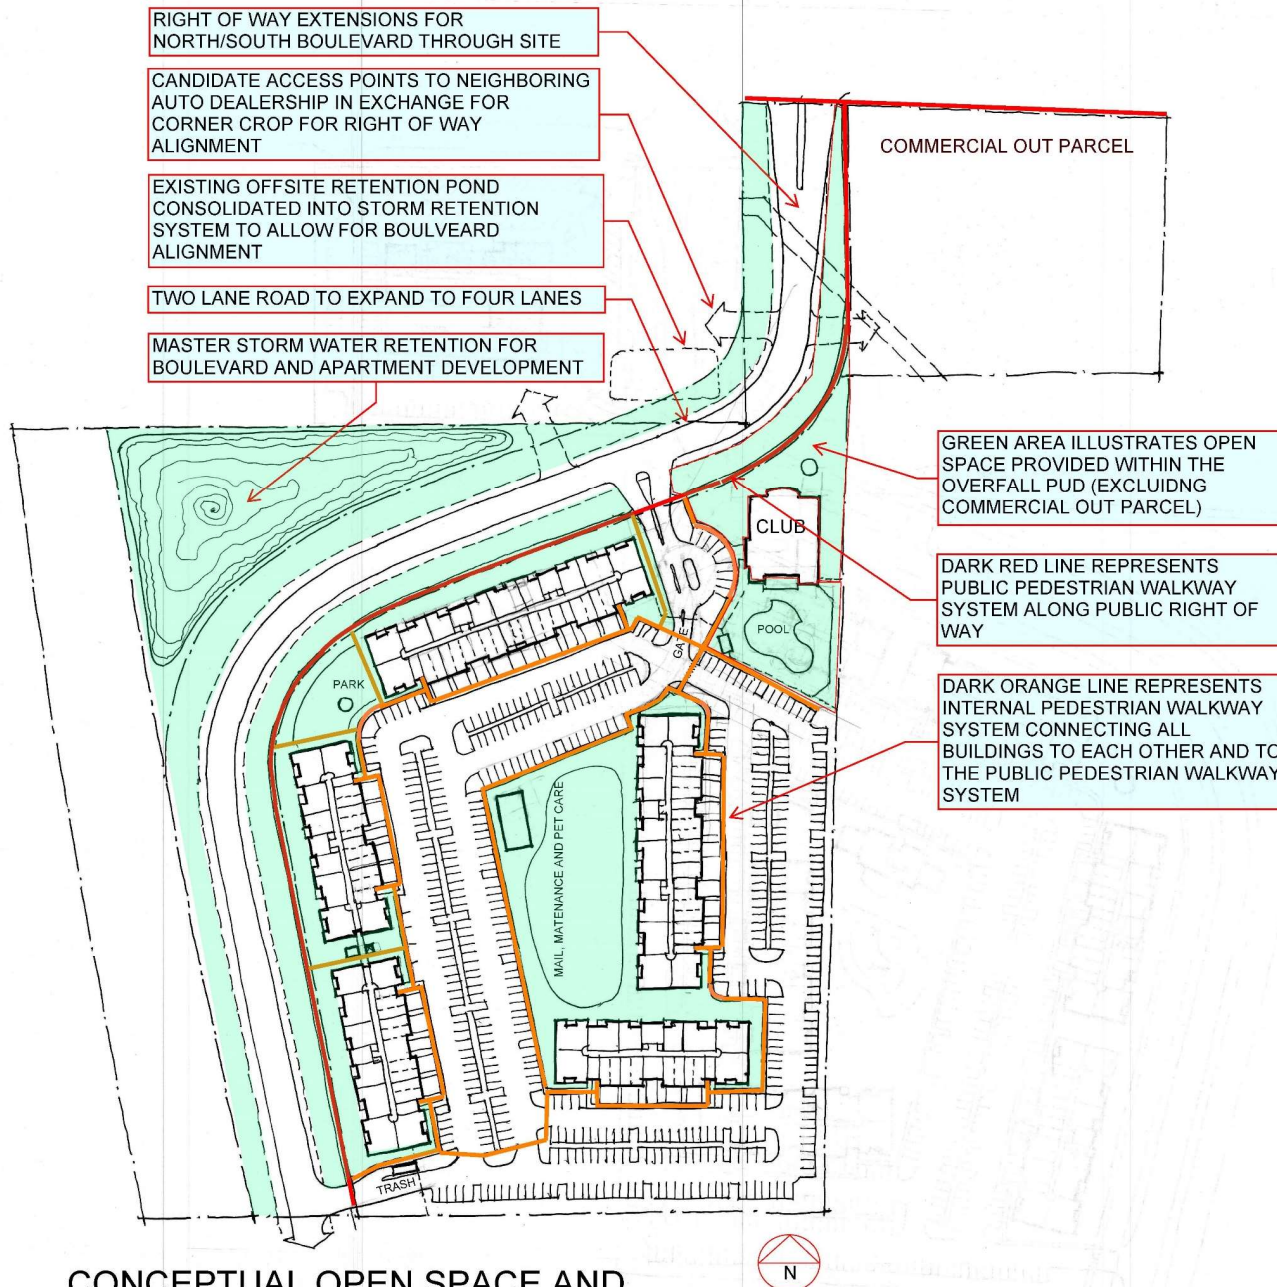 RIGHT OF WAY EXTENSIONS FOR
NORTH/SOUTH BOULEVARD THROUGH SITE
CANDIDATE ACCESS POINTS TO NEIGHBORING
AUTO DEALERSHIP IN EXCHANGE FOR
CORNER CROP FOR RIGHT OF WAY
ALIGNMENT
EXISTING OFFSITE RETENTION POND
CONSOLIDATED INTO STORM RETENTION
SYSTEM TO ALLOW FOR BOULVEARD
ALIGNMENT
TWO LANE ROAD TO EXPAND TO FOUR LANES
MASTER STORM WATER RETENTION FOR
BOULEVARD AND APARTMENT DEVELOPMENT
COMMERCIAL OUT PARCEL
GREEN AREA ILLUSTRATES OPEN
SPACE PROVIDED WITHIN THE
OVERFALL PUD (EXCLUIDNG
COMMERCIAL OUT PARCEL)
CLUB
DARK RED LINE REPRESENTS
PUBLIC PEDESTRIAN WALKWAY
SYSTEM ALONG PUBLIC RIGHT OF
WAY
POOL
GATE
PARK
DARK ORANGE LINE REPRESENTS
INTERNAL PEDESTRIAN WALKWAY
SYSTEM CONNECTING ALL
BUILDINGS TO EACH OTHER AND TO
THE PUBLIC PEDESTRIAN WALKWAY
SYSTEM
MAIL, MATENANCE AND PET CARE
TRASH
N
CONCEPTUAL OPEN SPACE AND